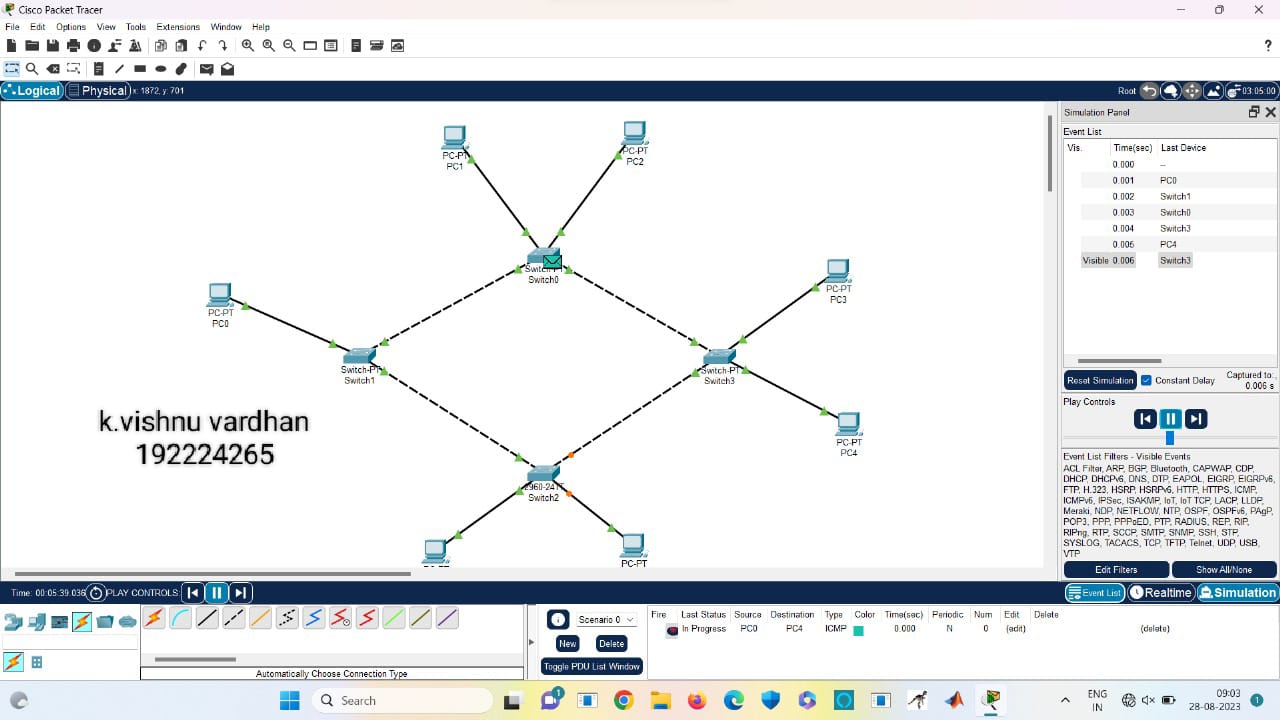 Cisco Packet Tracer
File Edit Options View Tools Extensions Window Help
?
Logical Physical x: 1872, y: 701 Root 03:05:00
PC-PT
PC1
PC-PT
PC2
Switch-PT
Switch0
PC-PT
PC0
PC-PT
PC3
Switch-PT
Switch1
Switch-PT
Switch3
k.vishnu vardhan
192224265
PC-PT
PC4
2960-24TT
Switch2
PC-PT
PC-PT
Simulation Panel
Event List
Vis. Time(sec) Last Device
0.000 --
0.001 PC0
0.002 Switch1
0.003 Switch0
0.004 Switch3
0.005 PC4
Visible 0.006 Switch3
Reset Simulation Constant Delay Captured to:
0.006 s
Play Controls
Event List Filters - Visible Events
ACL Filter, ARP, BGP, Bluetooth, CAPWAP, CDP,
DHCP, DHCPv6, DNS, DTP, EAPOL, EIGRP, EIGRPv6,
FTP, H.323, HSRP, HSRPv6, HTTP, HTTPS, ICMP,
ICMPv6, IPSec, ISAKMP, IoT, IoT TCP, LACP, LLDP,
Meraki, NDP, NETFLOW, NTP, OSPF, OSPFv6, PAgP,
POP3, PPP, PPPoED, PTP, RADIUS, REP, RIP,
RIPng, RTP, SCCP, SMTP, SNMP, SSH, STP,
SYSLOG, TACACS, TCP, TFTP, Telnet, UDP, USB,
VTP
Edit Filters Show All/None
Time: 00:05:39.036 PLAY CONTROLS: Event List Realtime Simulation
Automatically Choose Connection Type
Scenario 0
New Delete
Toggle PDU List Window
Fire Last Status Source Destination Type Color Time(sec) Periodic Num Edit Delete
In Progress PC0 PC4 ICMP 0.000 N 0 (edit) (delete)
Search
1
ENG
IN
09:03
28-08-2023
1